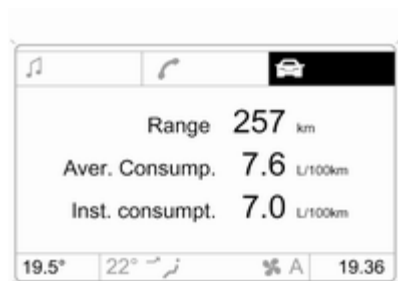 Range 257 km
Aver. Consump. 7.6 L/100km
Inst. consumpt. 7.0 L/100km
19.5° 22° A 19.36